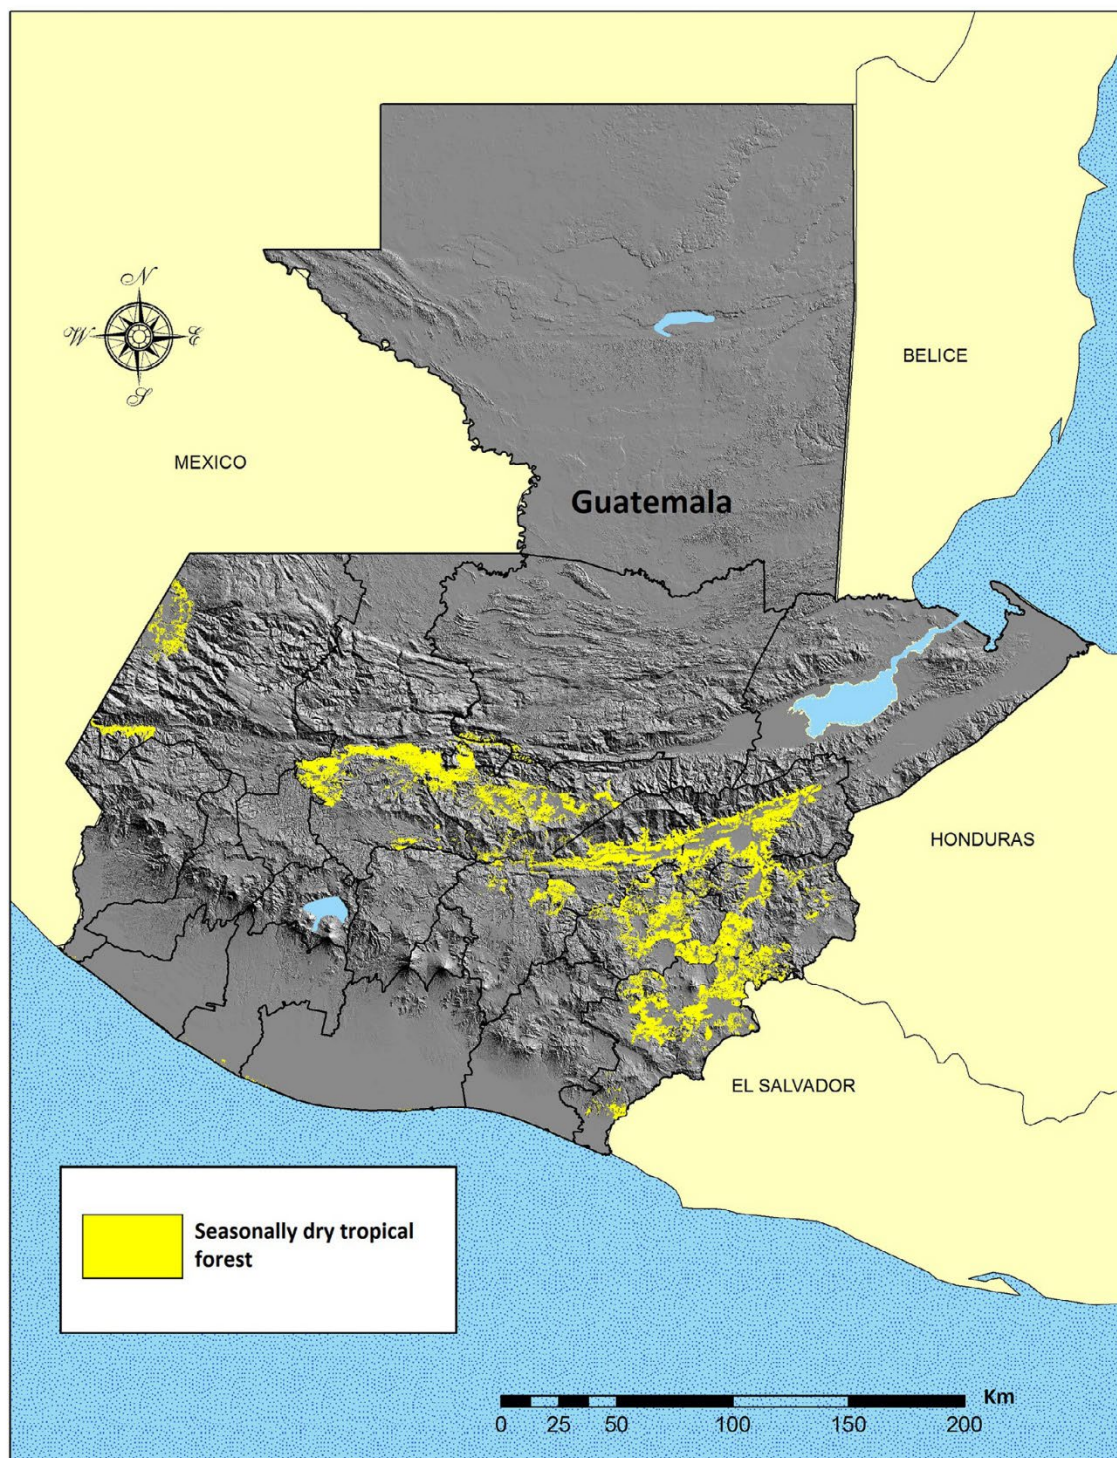 N
W
E
S
BELICE
MEXICO
Guatemala
HONDURAS
EL SALVADOR
Seasonally dry tropical
forest
Km
0 25 50 100 150 200